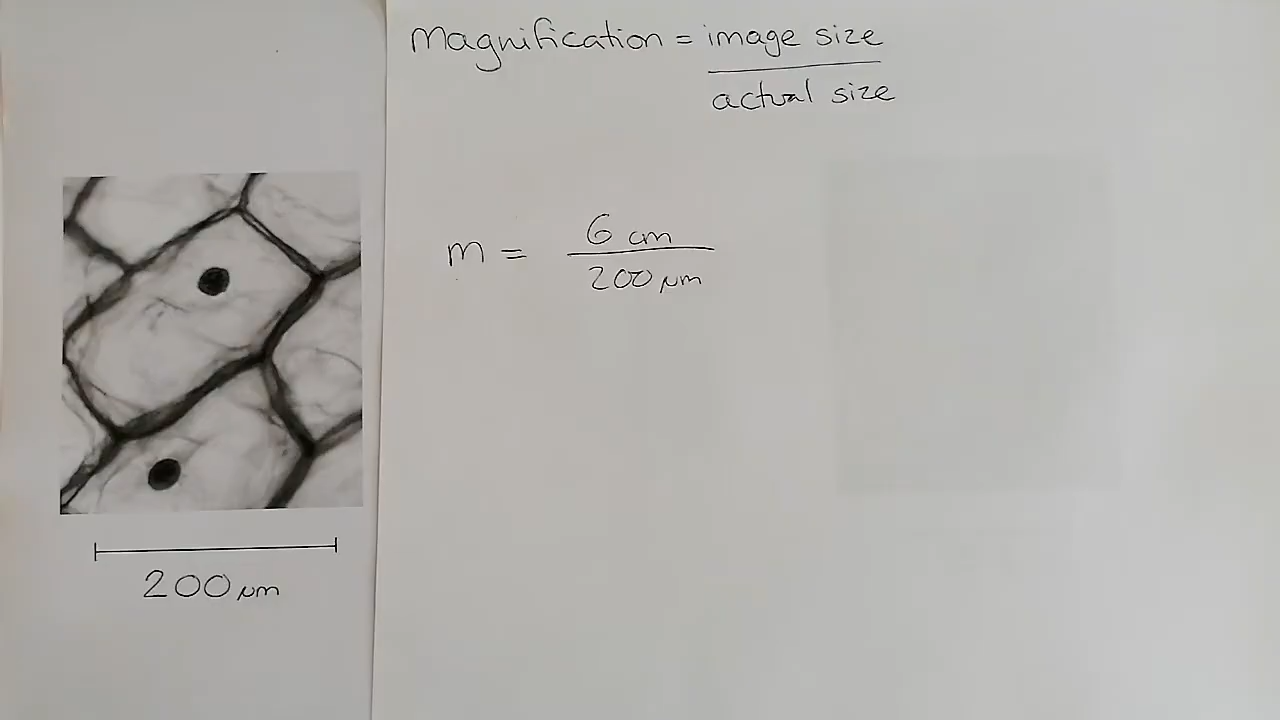 Magnification = image size
actual size
m = 6 cm
200 µm
200 µm